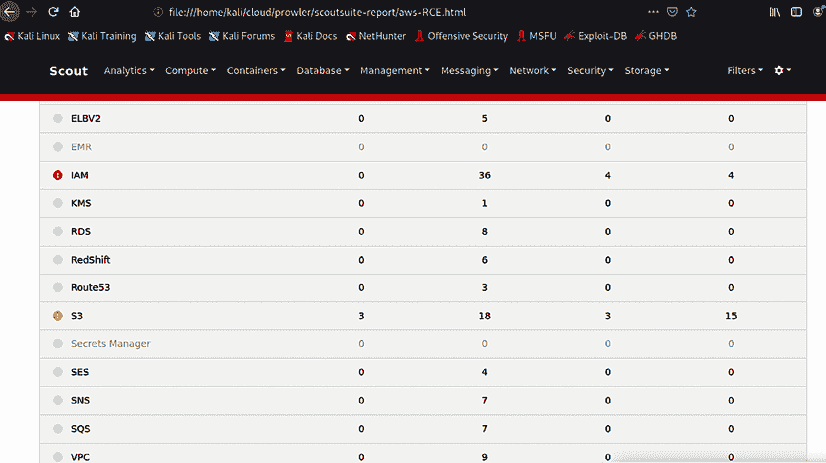 file:///home/kali/cloud/prowler/scoutsuite-report/aws-RCE.html
Kali Linux Kali Training Kali Tools Kali Forums Kali Docs NetHunter Offensive Security MSFU Exploit-DB GHDB
Scout Analytics Compute Containers Database Management Messaging Network Security Storage Filters
ELBV2 0 5 0 0
EMR 0 0 0 0
IAM 0 36 4 4
KMS 0 1 0 0
RDS 0 8 0 0
RedShift 0 6 0 0
Route53 0 3 0 0
S3 3 18 3 15
Secrets Manager 0 0 0 0
SES 0 4 0 0
SNS 0 7 0 0
SQS 0 7 0 0
VPC 0 9 0 0